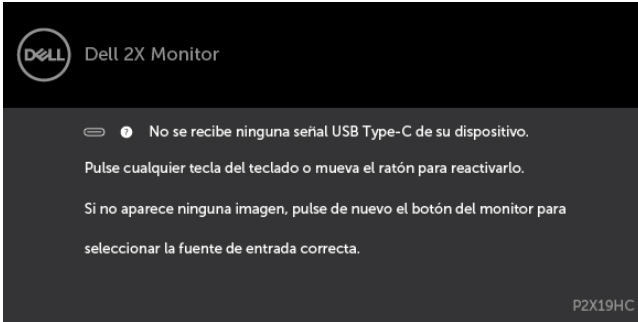 DELL
Dell 2X Monitor
? No se recibe ninguna señal USB Type-C de su dispositivo.
Pulse cualquier tecla del teclado o mueva el ratón para reactivarlo.
Si no aparece ninguna imagen, pulse de nuevo el botón del monitor para
seleccionar la fuente de entrada correcta.
P2X19HC